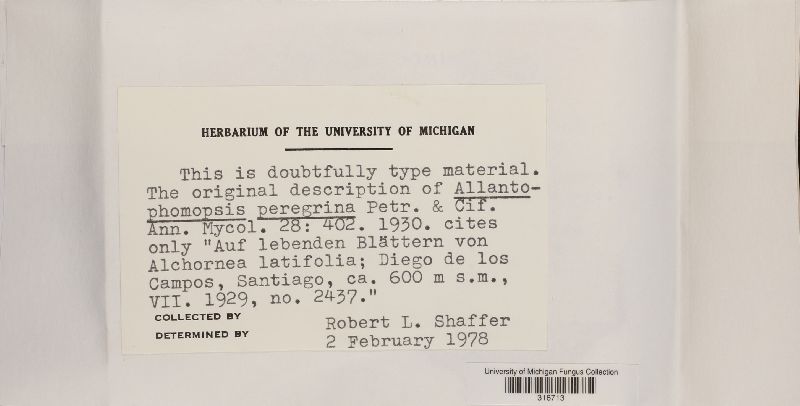 HERBARIUM OF THE UNIVERSITY OF MICHIGAN
This is doubtfully type material.
The original description of Allanto-
phomopsis peregrina Petr. & Cif.
Ann. Mycol. 28: 402. 1930. cites
only "Auf lebenden Blättern von
Alchornea latifolia; Diego de los
Campos, Santiago, ca. 600 m s.m.,
VII. 1929, no. 2437."
COLLECTED BY
Robert L. Shaffer
DETERMINED BY
2 February 1978
University of Michigan Fungus Collection
316713